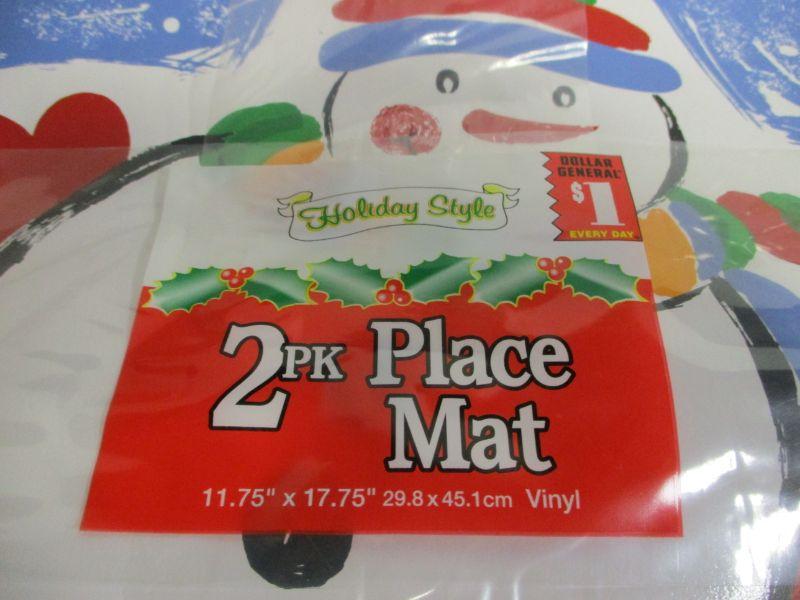 Holiday Style
DOLLAR
GENERAL®
$1
EVERY DAY
2PK Place
Mat
11.75" x 17.75" 29.8 x 45.1cm Vinyl